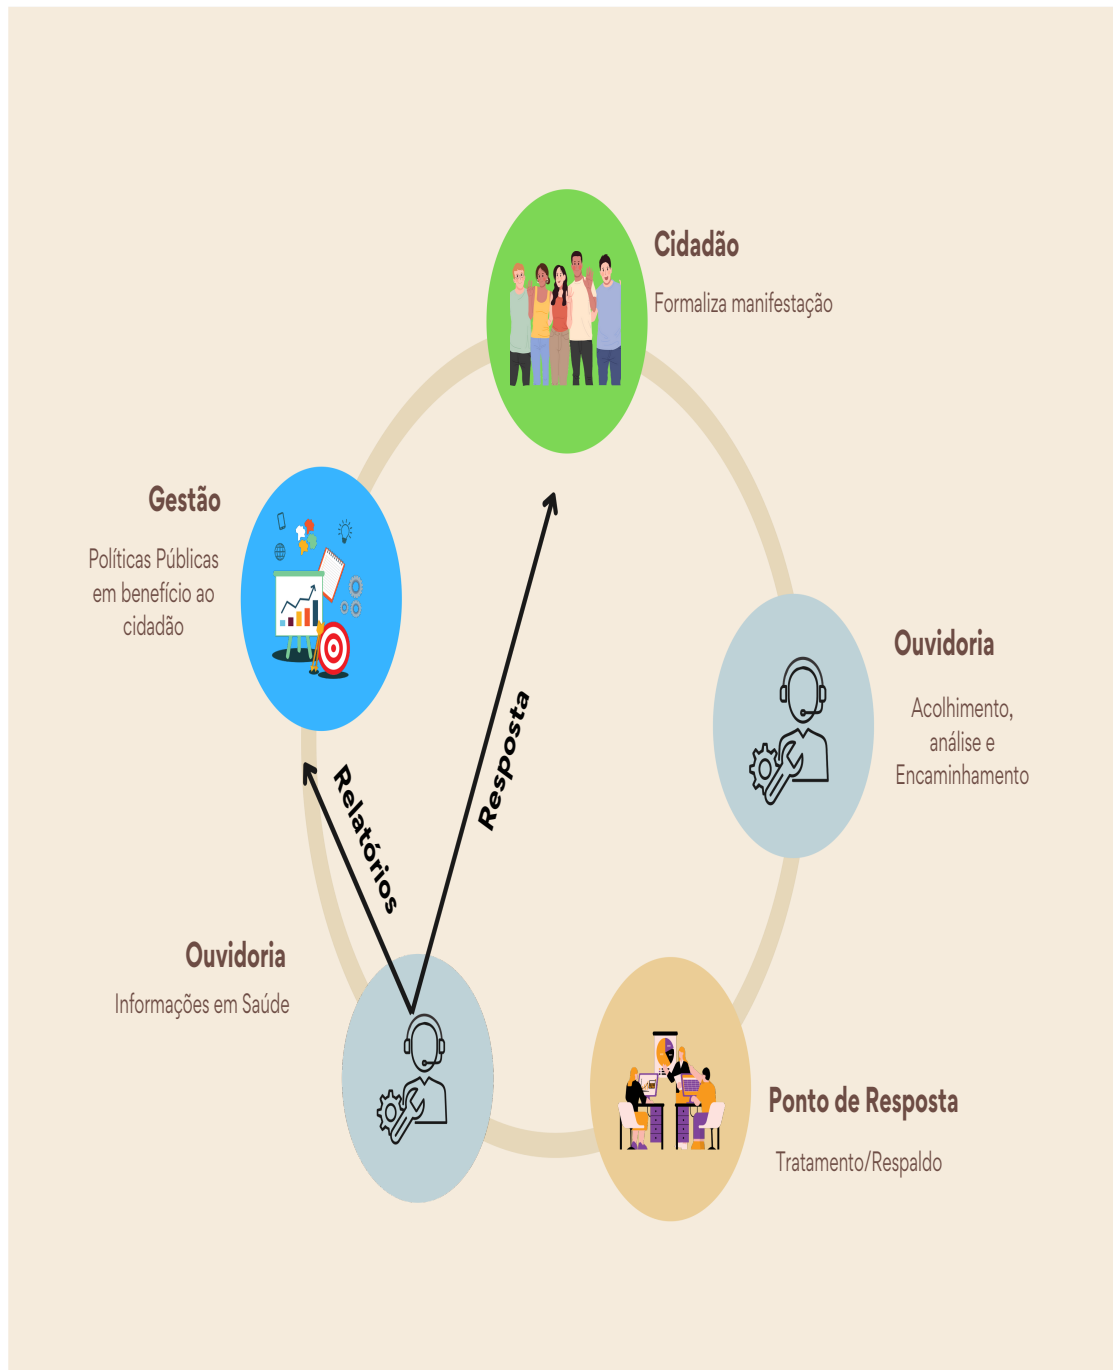 Cidadão
Formaliza manifestação
Gestão
Políticas Públicas
em benefício ao
cidadão
Ouvidoria
Acolhimento,
análise e
Encaminhamento
Resposta
Relatórios
Ouvidoria
Informações em Saúde
Ponto de Resposta
Tratamento/Respaldo